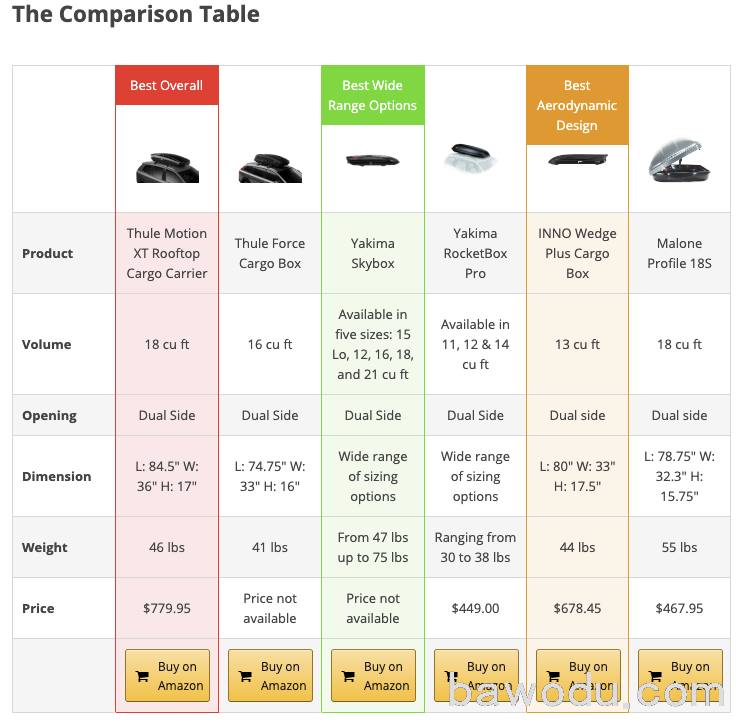 The Comparison Table
Best Overall
Best Wide
Range Options
Best
Aerodynamic
Design
Product
Thule Motion
XT Rooftop
Cargo Carrier
Thule Force
Cargo Box
Yakima
Skybox
Yakima
RocketBox
Pro
INNO Wedge
Plus Cargo
Box
Malone
Profile 18S
Volume
18 cu ft
16 cu ft
Available in
five sizes: 15
Lo, 12, 16, 18,
and 21 cu ft
Available in
11, 12 & 14
cu ft
13 cu ft
18 cu ft
Opening
Dual Side
Dual Side
Dual Side
Dual Side
Dual side
Dual side
Dimension
L: 84.5" W:
36" H: 17"
L: 74.75" W:
33" H: 16"
Wide range
of sizing
options
Wide range
of sizing
options
L: 80" W: 33"
H: 17.5"
L: 78.75" W:
32.3" H:
15.75"
Weight
46 lbs
41 lbs
From 47 lbs
up to 75 lbs
Ranging from
30 to 38 lbs
44 lbs
55 lbs
Price
$779.95
Price not
available
Price not
available
$449.00
$678.45
$467.95
Buy on
Amazon
Buy on
Amazon
Buy on
Amazon
Buy on
Amazon
Buy on
Amazon
Buy on
Amazon
bawodu.com